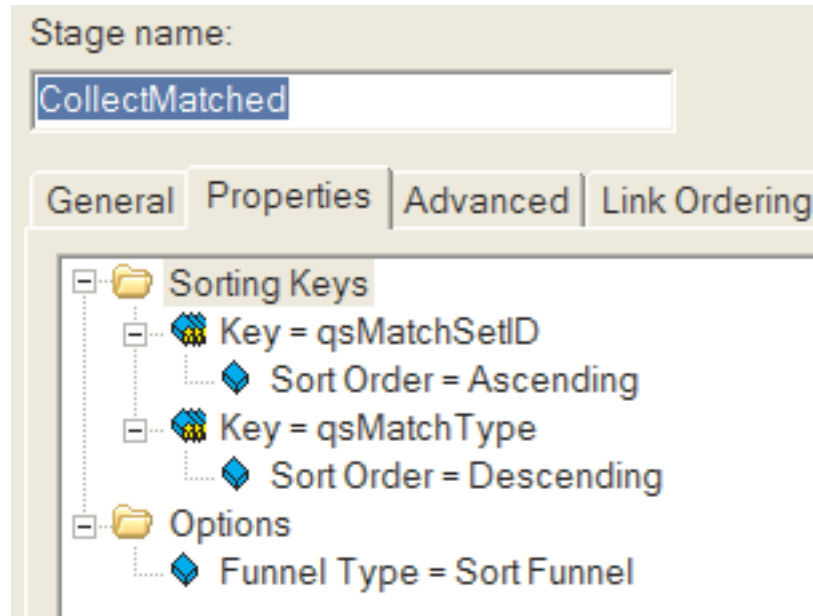 Stage name:
CollectMatched
General Properties Advanced Link Ordering
Sorting Keys
Key = qsMatchSetID
Sort Order = Ascending
Key = qsMatchType
Sort Order = Descending
Options
Funnel Type = Sort Funnel